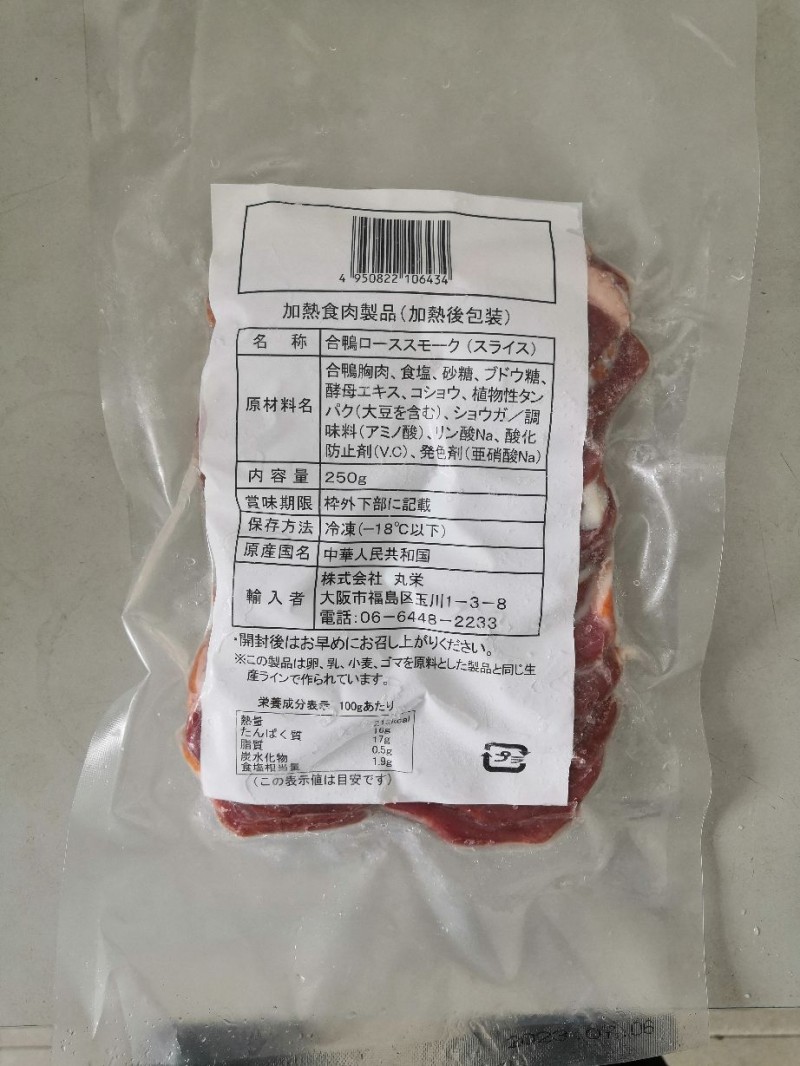 4 950822 106434
加熱食肉製品(加熱後包装)
名称 合鴨ローススモーク(スライス)
原材料名 合鴨胸肉、食塩、砂糖、ブドウ糖、
酵母エキス、コショウ、植物性タン
パク(大豆を含む)、ショウガ/調
味料(アミノ酸)、リン酸Na、酸化
防止剤(V.C)、発色剤(亜硝酸Na)
内容量 250g
賞味期限 枠外下部に記載
保存方法 冷凍(−18℃以下)
原産国名 中華人民共和国
輸入者 株式会社 丸栄
大阪市福島区玉川1−3−8
電話:06−6448−2233
・開封後はお早めにお召し上がりください。
※この製品は卵、乳、小麦、ゴマを原料とした製品と同じ生
産ラインで作られています。
栄養成分表示 100gあたり
熱量
たんぱく質 16g
脂質 17g
炭水化物 0.5g
食塩相当量 1.9g
(この表示値は目安です)
プラ